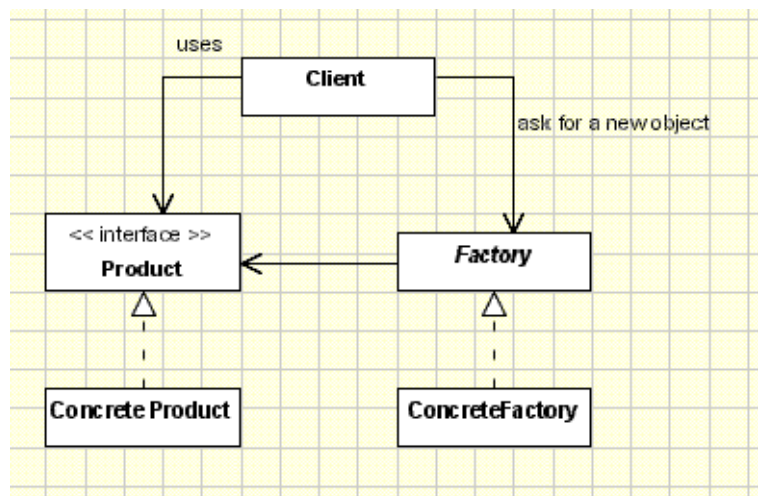 uses
Client
ask for a new object
<< interface >>
Product
Factory
Concrete Product
ConcreteFactory